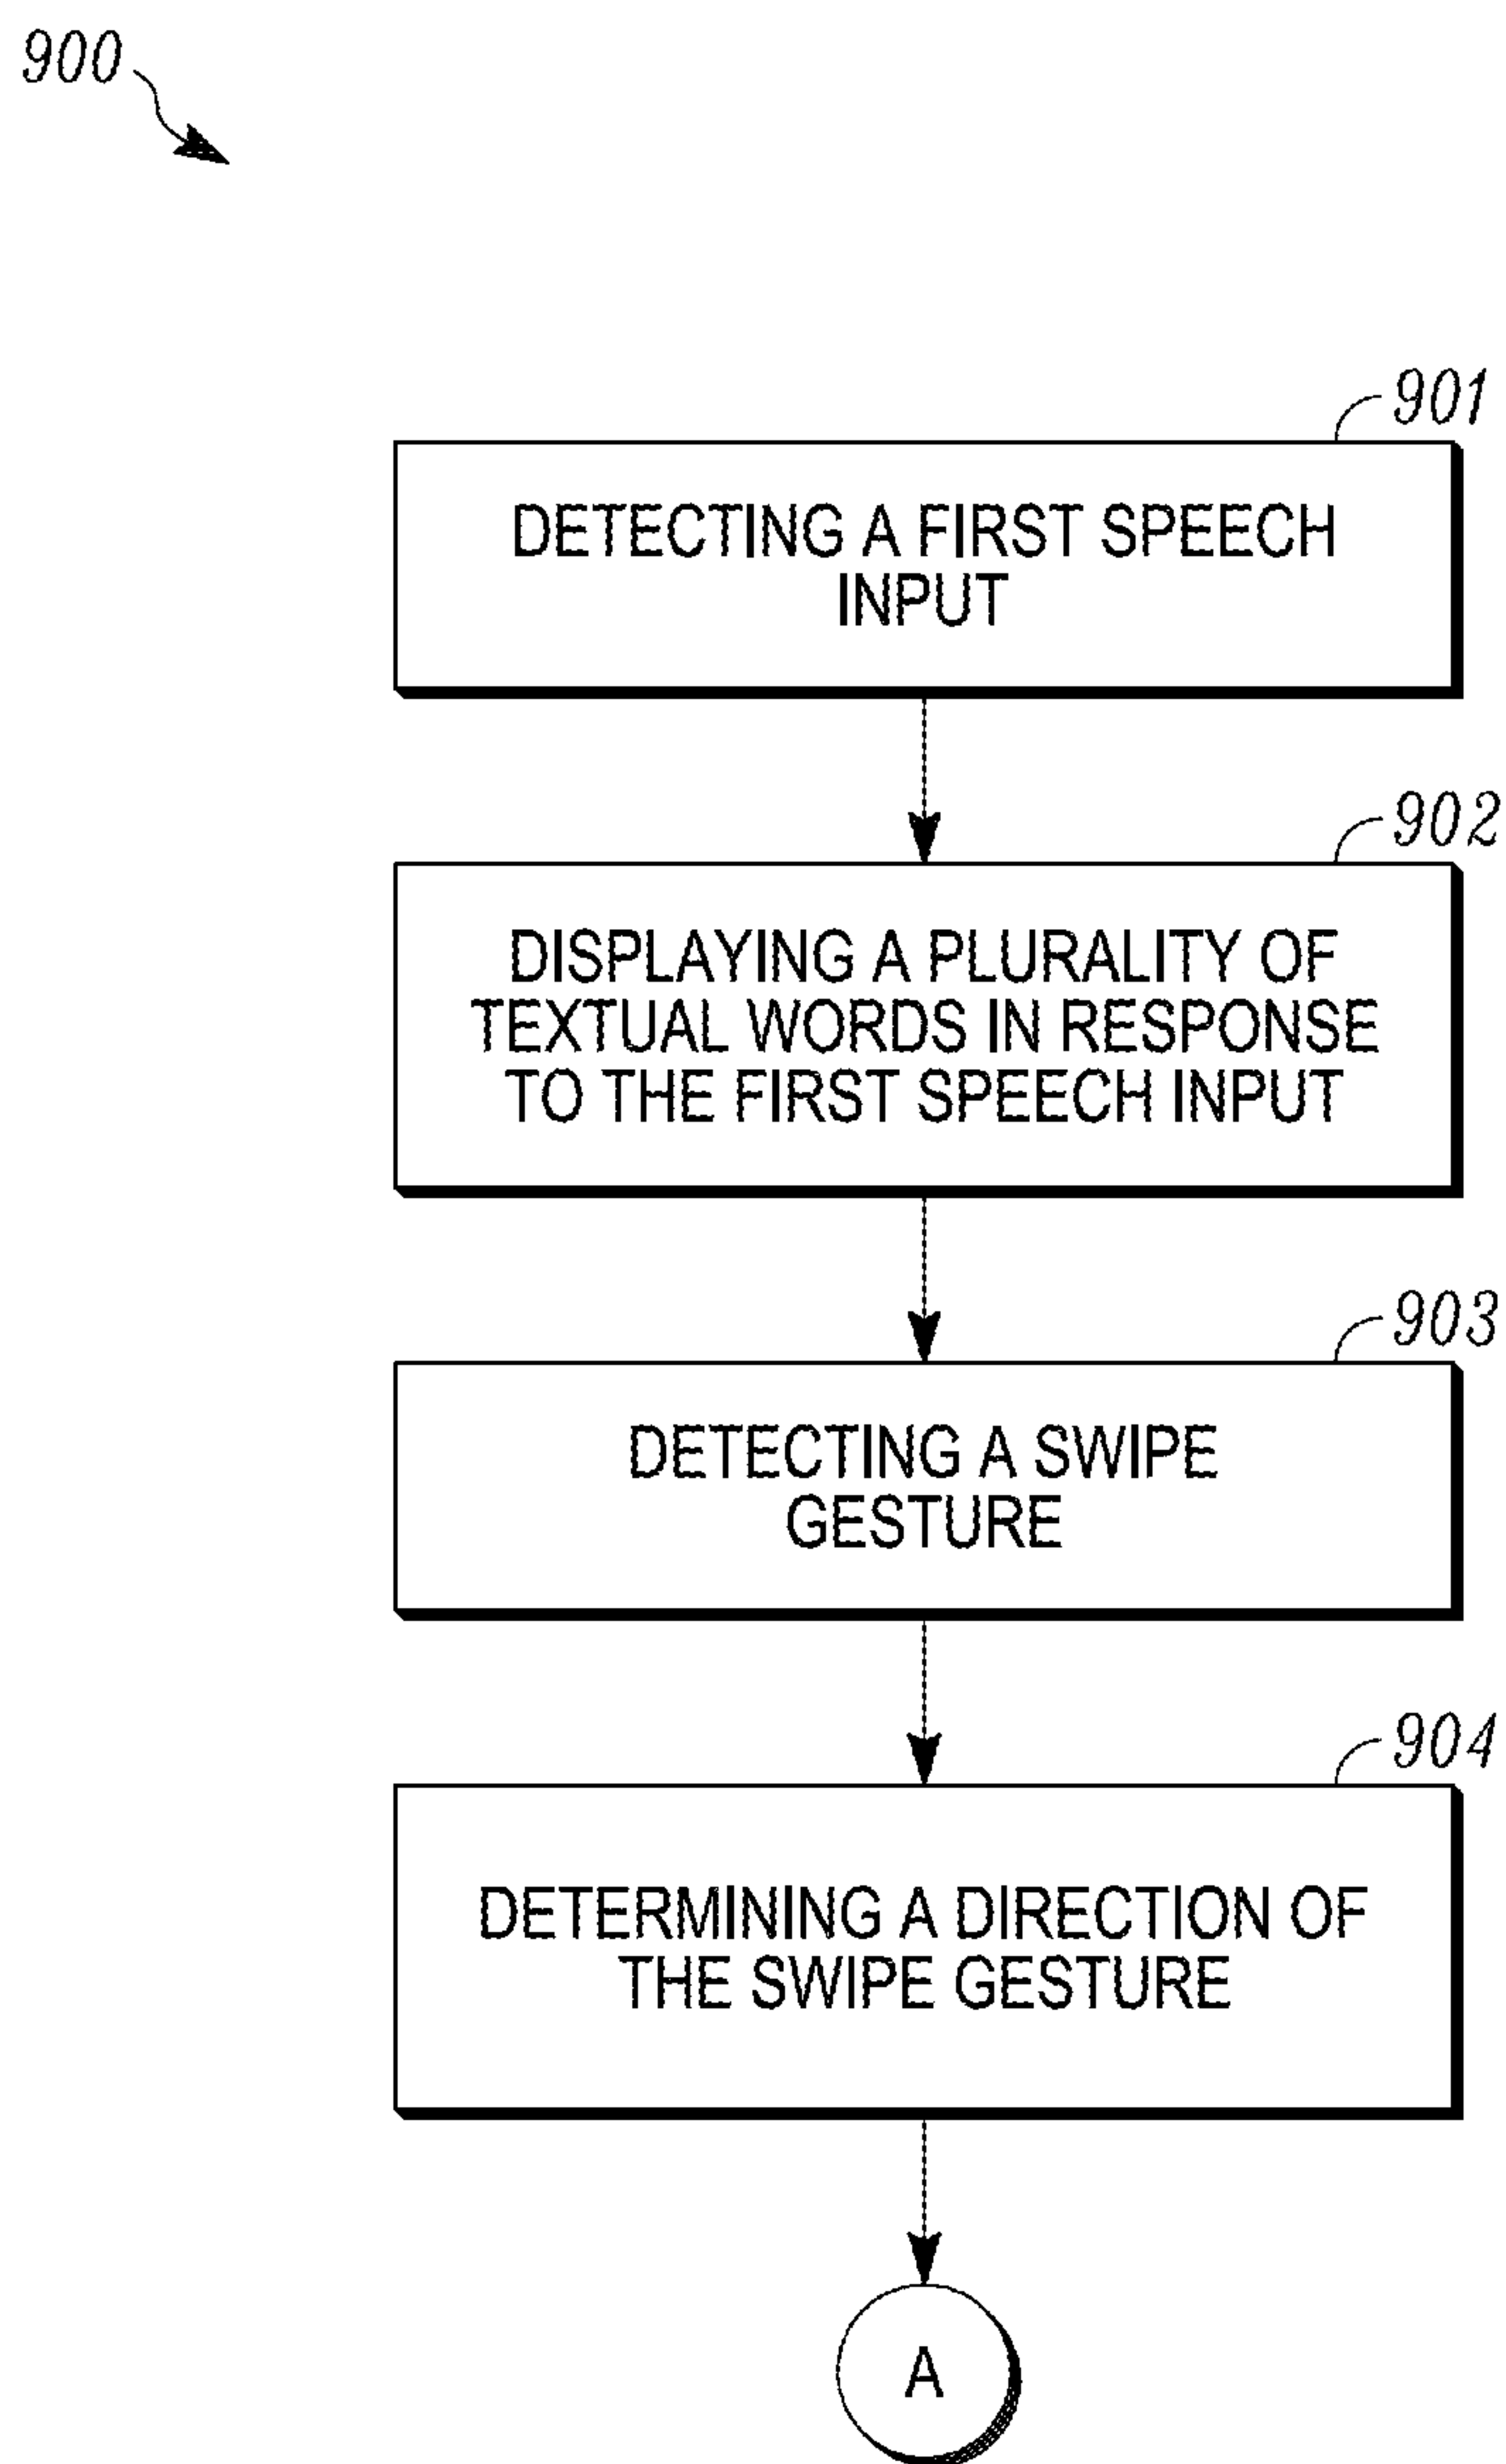 900
901
DETECTING A FIRST SPEECH
INPUT
902
DISPLAYING A PLURALITY OF
TEXTUAL WORDS IN RESPONSE
TO THE FIRST SPEECH INPUT
903
DETECTING A SWIPE
GESTURE
904
DETERMINING A DIRECTION OF
THE SWIPE GESTURE
A